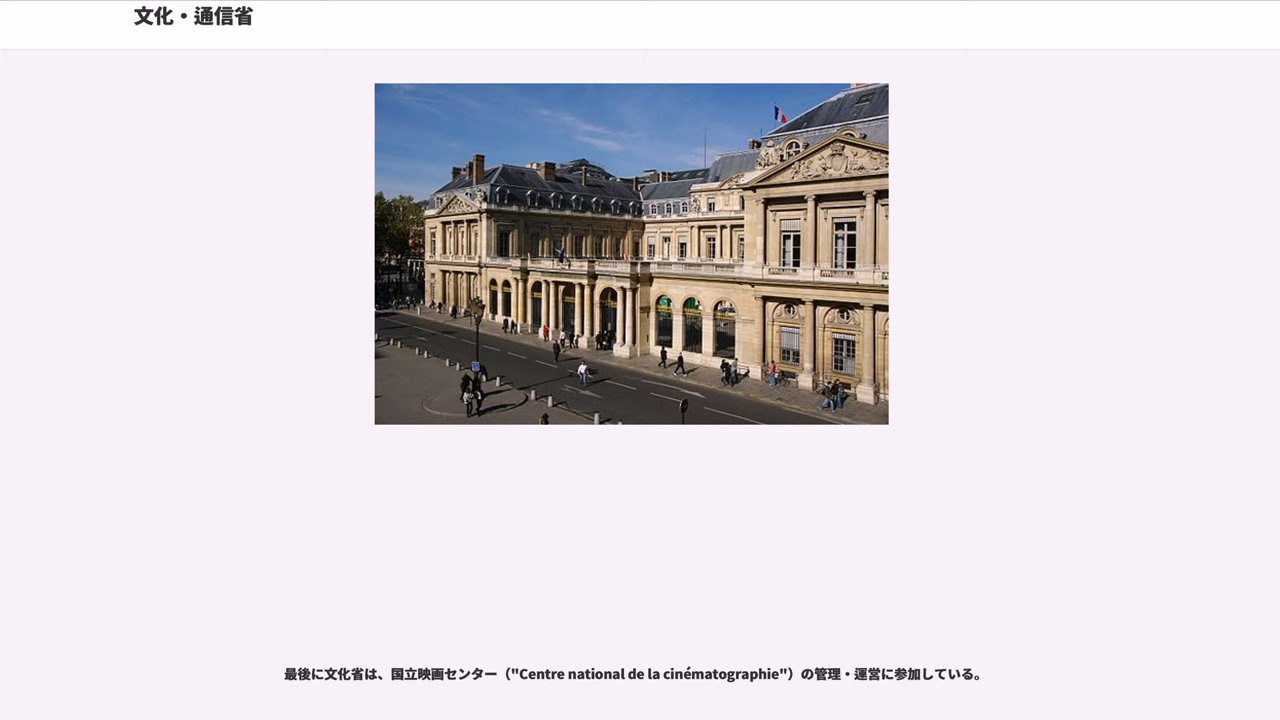 文化・通信省
最後に文化省は、国立映画センター（"Centre national de la cinématographie"）の管理・運営に参加している。